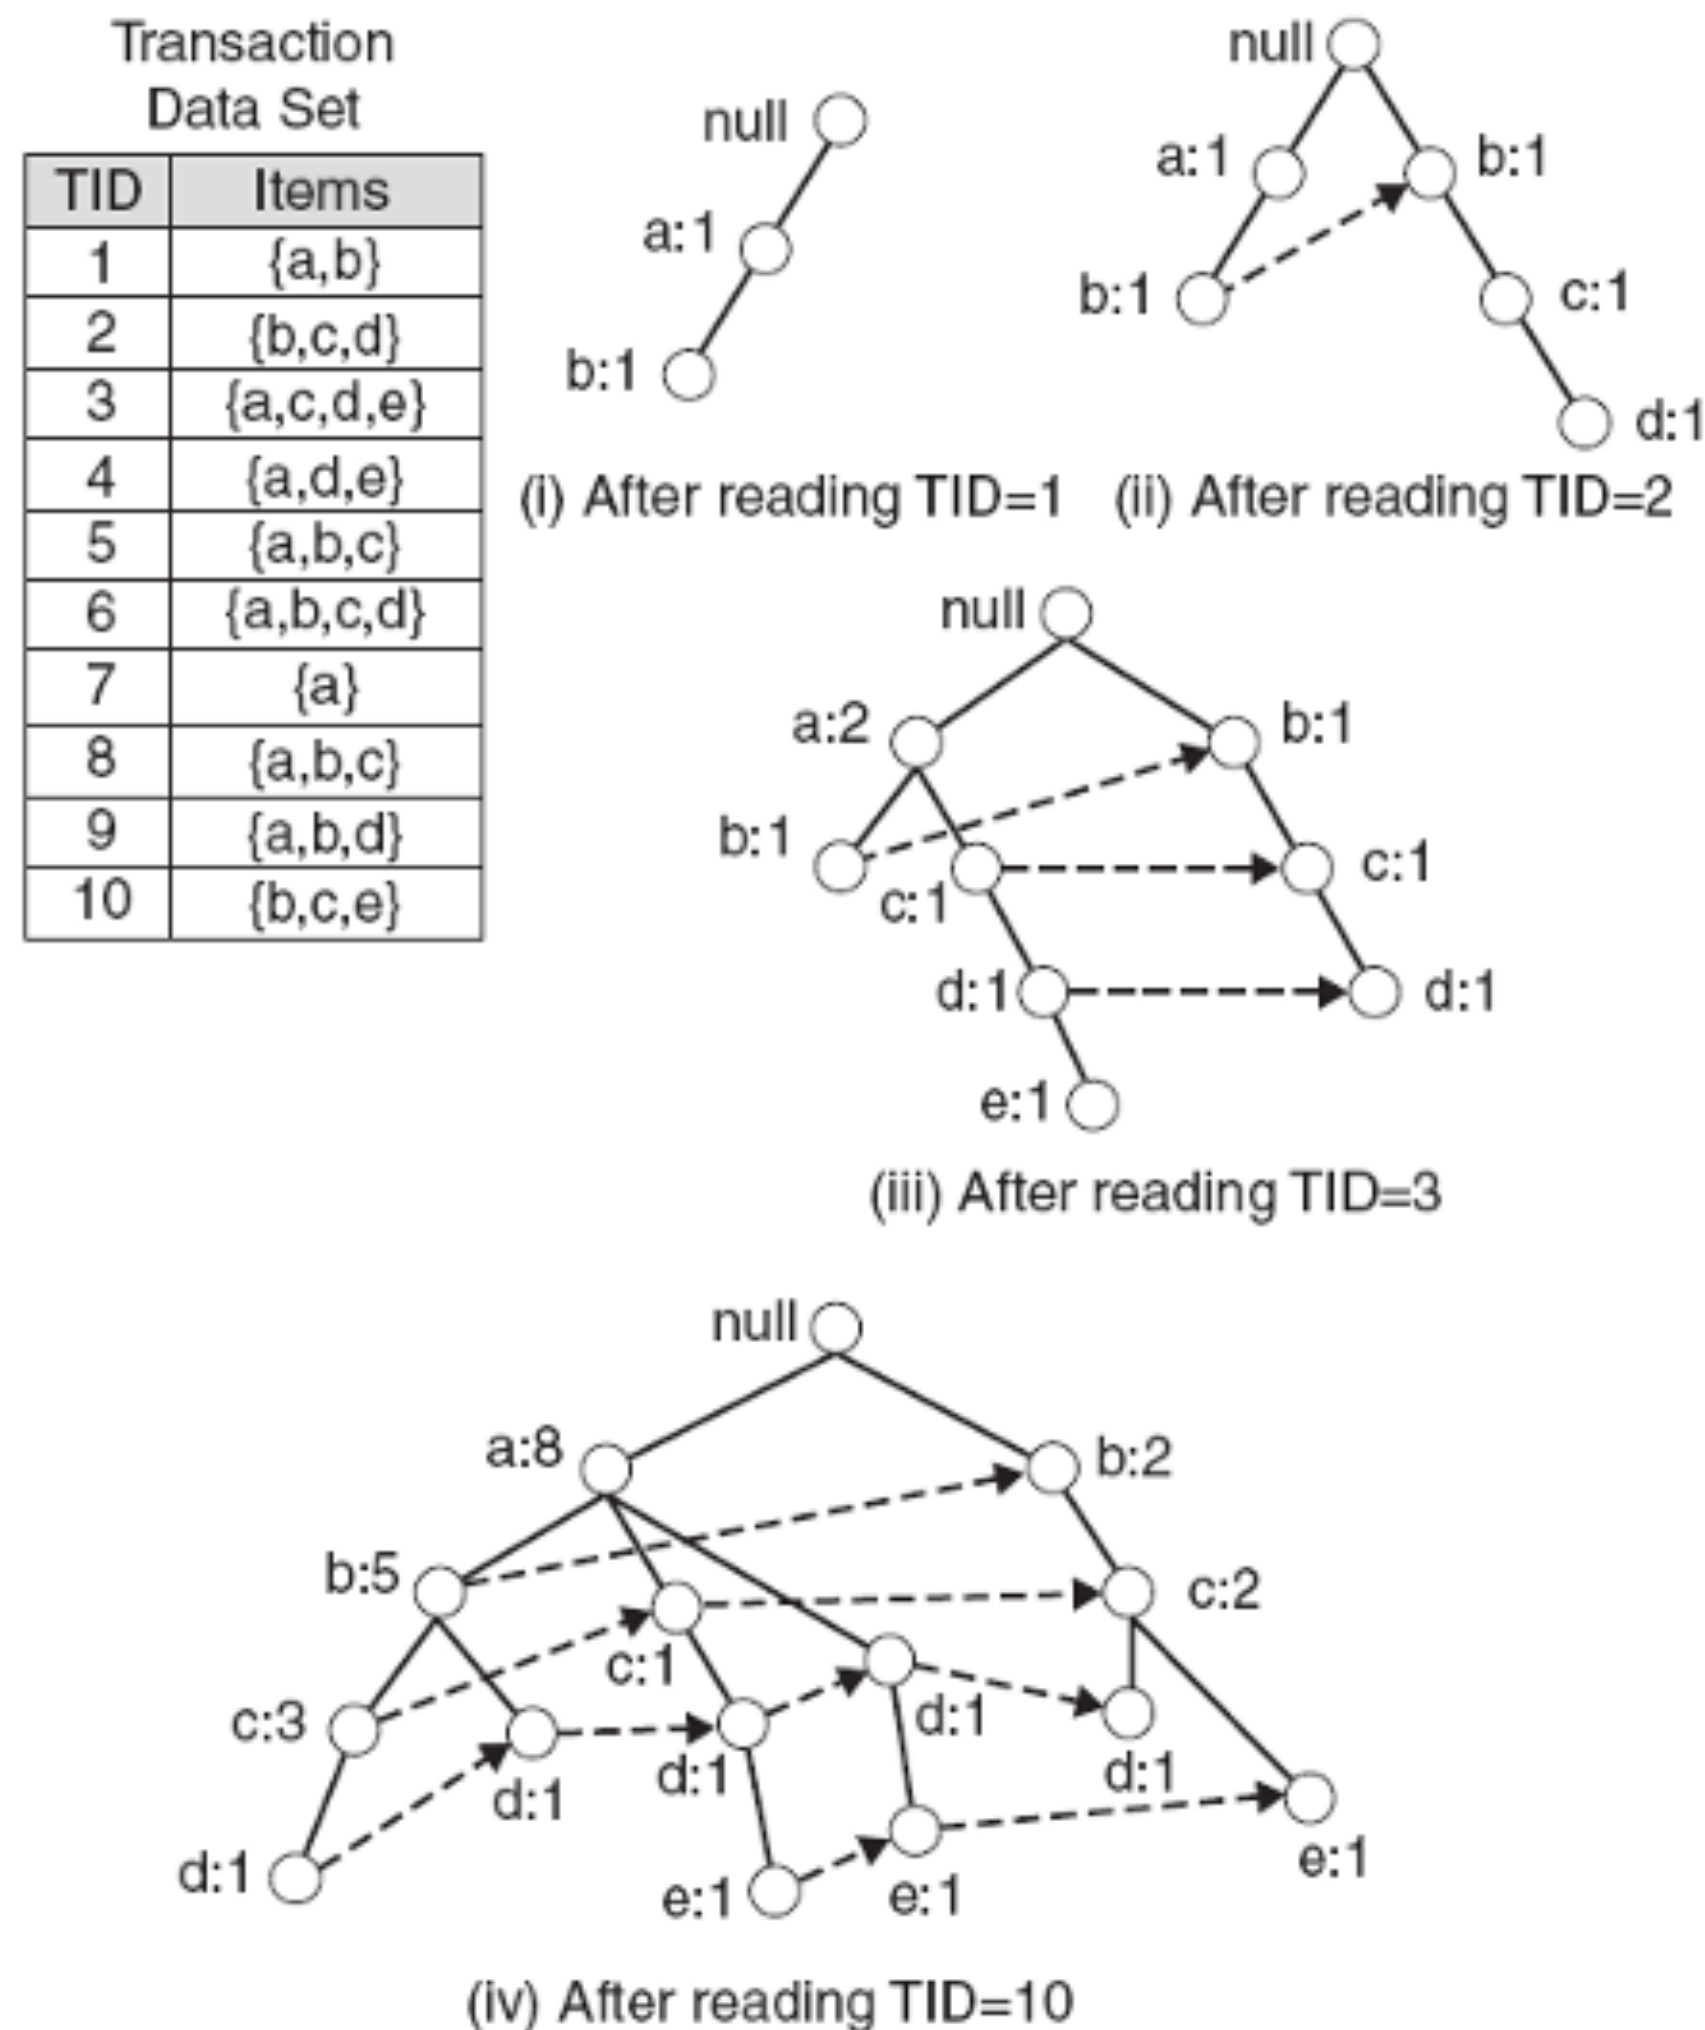 Transaction
Data Set
TID Items
1 {a,b}
2 {b,c,d}
3 {a,c,d,e}
4 {a,d,e}
5 {a,b,c}
6 {a,b,c,d}
7 {a}
8 {a,b,c}
9 {a,b,d}
10 {b,c,e}
null
a:1
b:1
(i) After reading TID=1
null
a:1 b:1
b:1 c:1
d:1
(ii) After reading TID=2
null
a:2 b:1
b:1 c:1 c:1
d:1 d:1
e:1
(iii) After reading TID=3
null
a:8 b:2
b:5 c:2
c:3 c:1 d:1
d:1 d:1 d:1 d:1
e:1 e:1 e:1
(iv) After reading TID=10